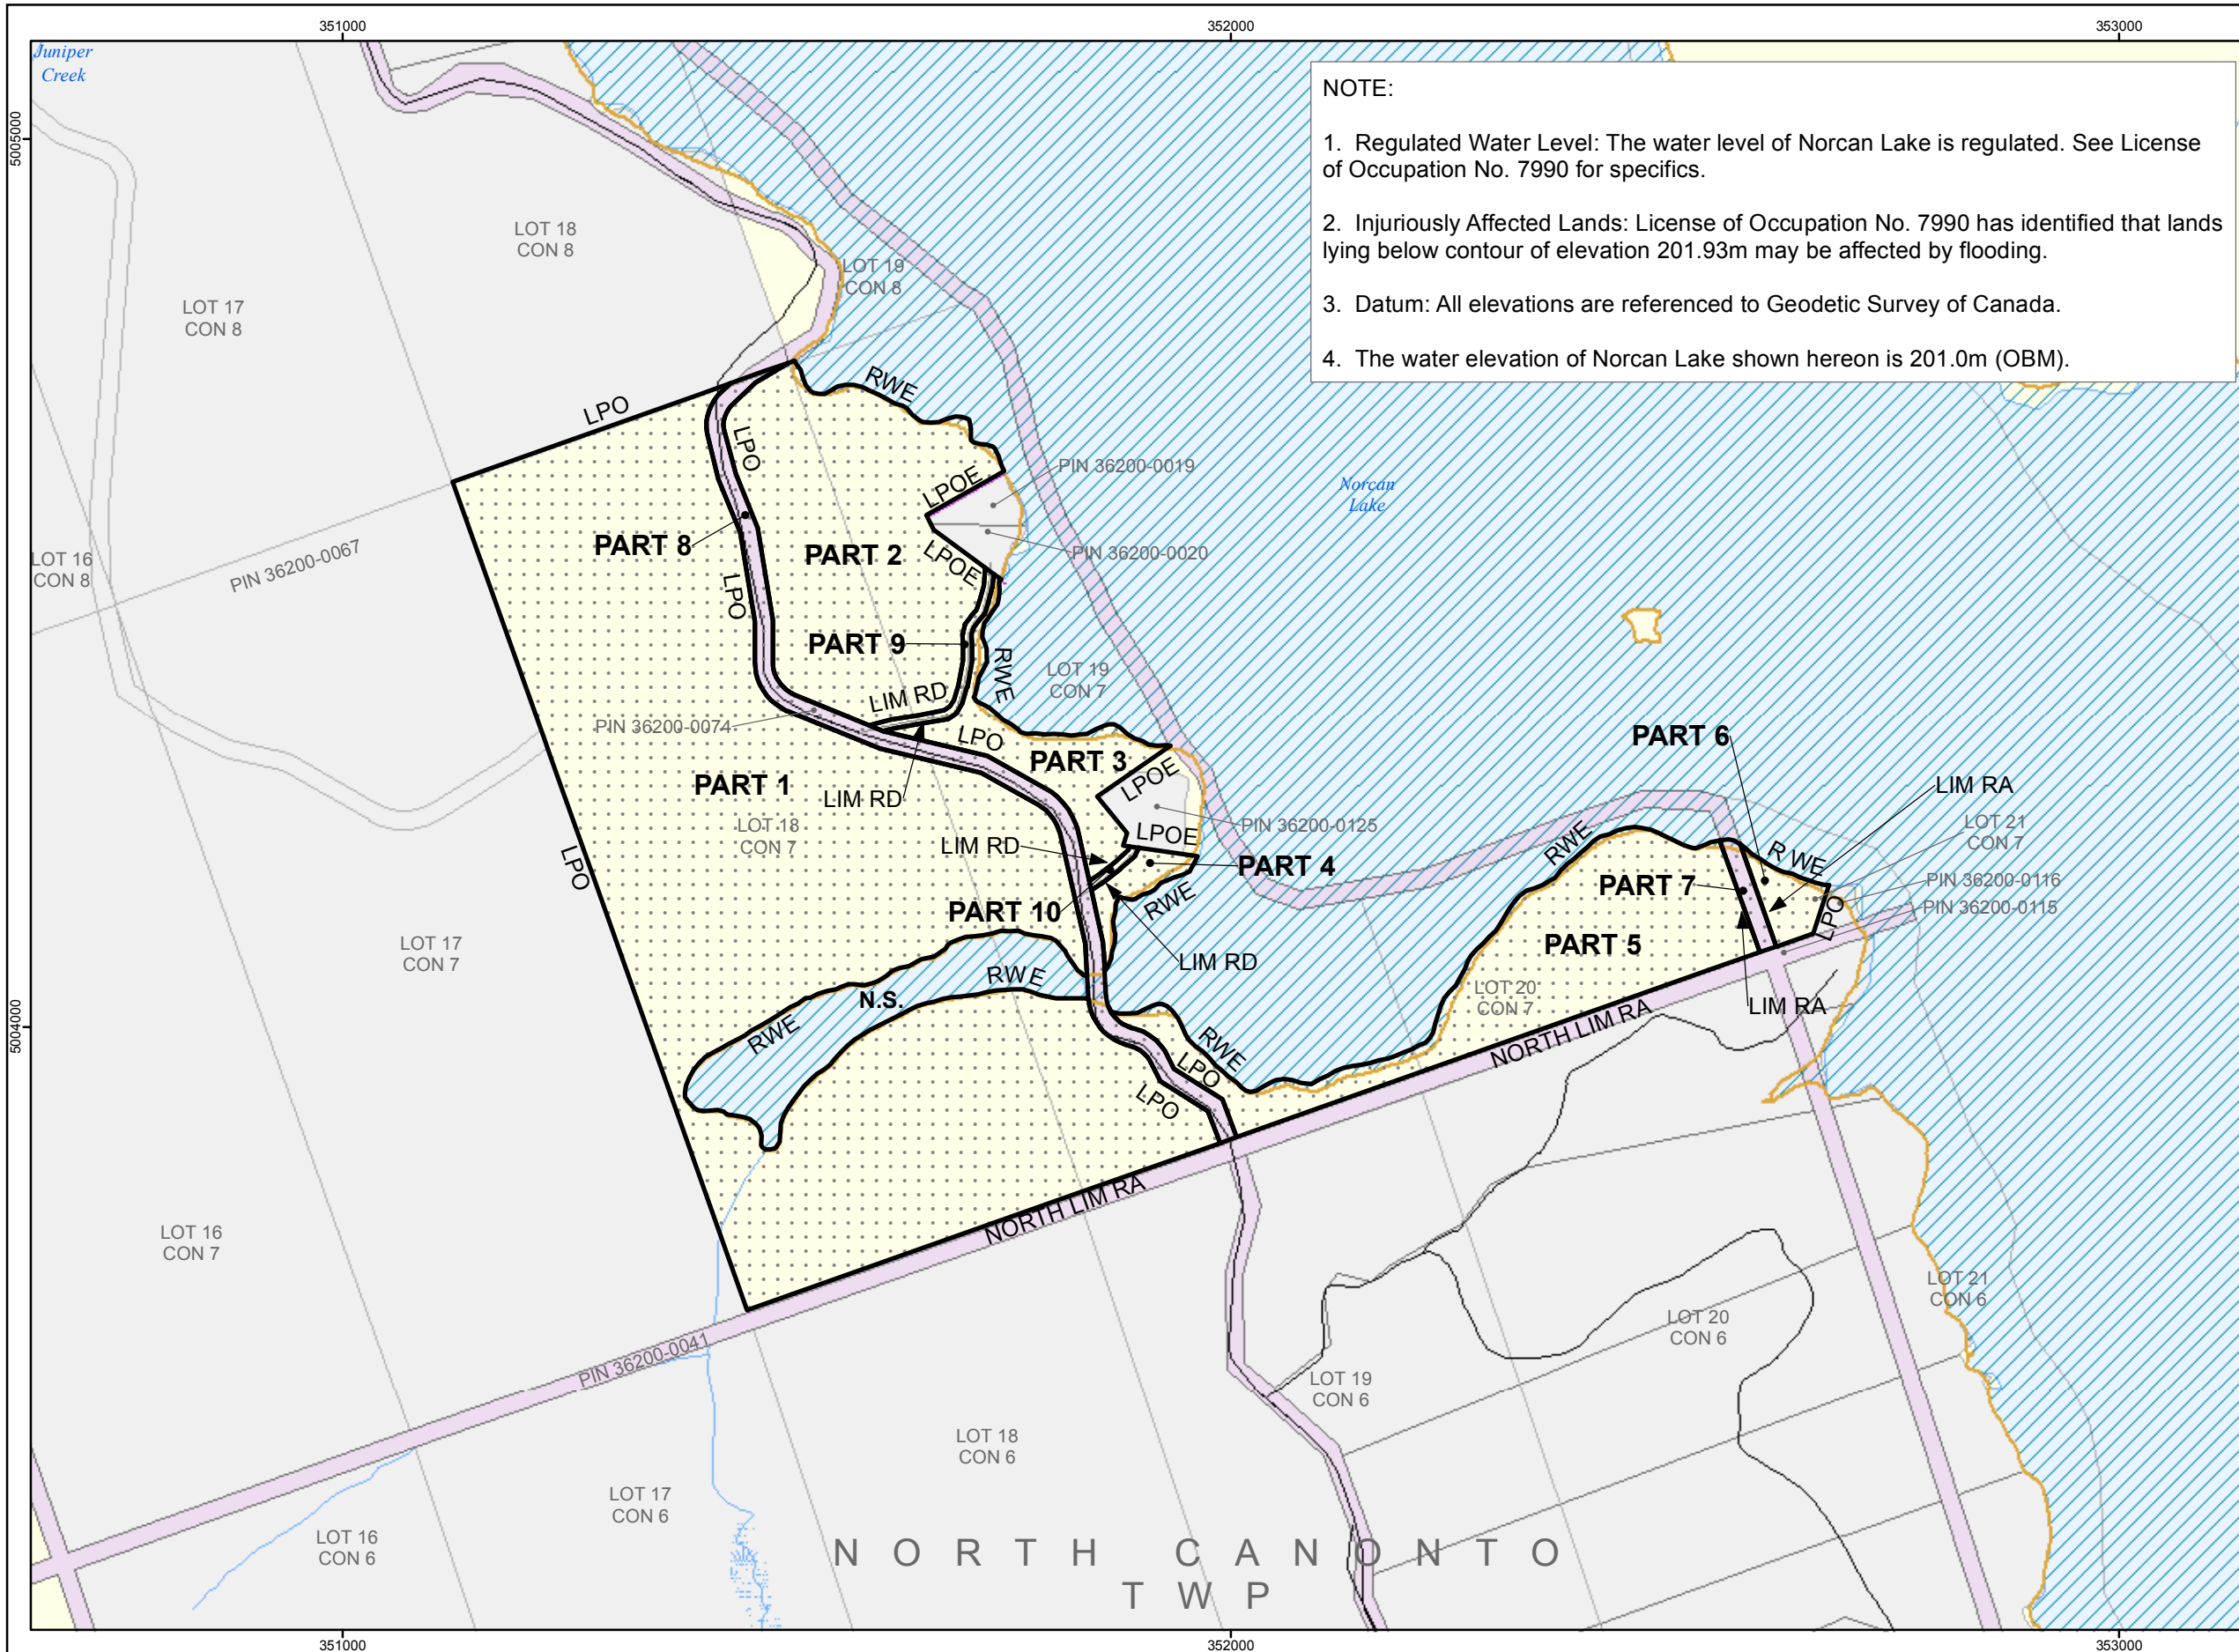 351000
352000
353000
Juniper
Creek
5005000
NOTE:
1. Regulated Water Level: The water level of Norcan Lake is regulated. See License
of Occupation No. 7990 for specifics.
2. Injuriously Affected Lands: License of Occupation No. 7990 has identified that lands
lying below contour of elevation 201.93m may be affected by flooding.
3. Datum: All elevations are referenced to Geodetic Survey of Canada.
4. The water elevation of Norcan Lake shown hereon is 201.0m (OBM).
LOT 18
CON 8
LOT 19
CON 8
LOT 17
CON 8
RWE
LPO
LPO
PIN 36200-0019
LPOE
Norcan
Lake
PART 8
PART 2
PIN 36200-0020
LOT 16
CON 8
PIN 36200-0067
LPOE
LPO
PART 9
RWE
LOT 19
CON 7
LIM RD
PIN 36200-0074
LPO
PART 3
PART 6
LPOE
PART 1
LIM RD
LIM RA
LOT 18
CON 7
PIN 36200-0125
LPOE
LOT 21
CON 7
RWE
RWE
LIM RD
PART 4
LPO
PART 7
PIN 36200-0116
PART 10
RWE
PIN 36200-0115
LPO
LOT 17
CON 7
PART 5
LIM RD
RWE
N.S.
LOT 20
CON 7
LIM RA
5004000
RWE
RWE
NORTH LIM RA
LPO
LPO
NORTH LIM RA
LOT 16
CON 7
LOT 21
CON 6
LOT 20
CON 6
PIN 36200-0041
LOT 19
CON 6
LOT 18
CON 6
LOT 17
CON 6
LOT 16
CON 6
NORTH CANONTO
TWP
351000
352000
353000